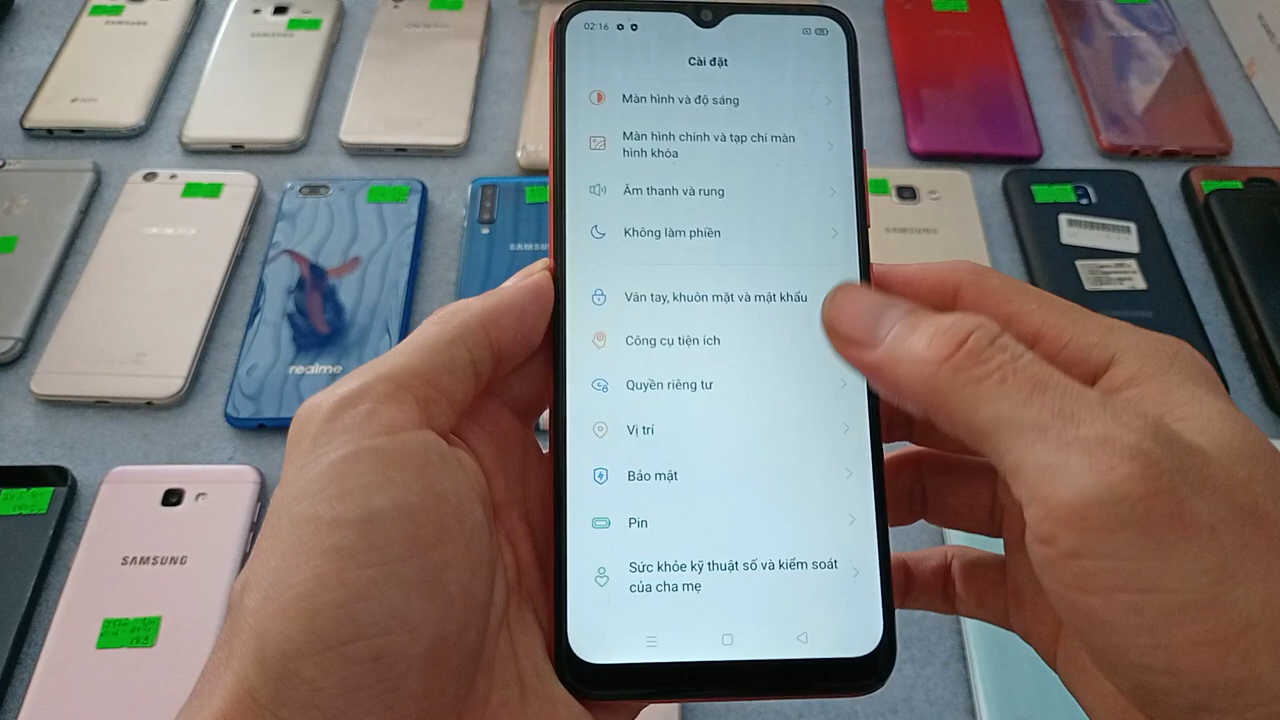 SAMSUNG
SAMSUNG
02:16
Cài đặt
Màn hình và độ sáng
Màn hình chính và tạp chí màn
hình khóa
Âm thanh và rung
Không làm phiền
Vân tay, khuôn mặt và mật khẩu
Công cụ tiện ích
Quyền riêng tư
Vị trí
Bảo mật
Pin
Sức khỏe kỹ thuật số và kiểm soát
của cha mẹ
realme
SAMSU
SAMSUNG
SAMSUNG